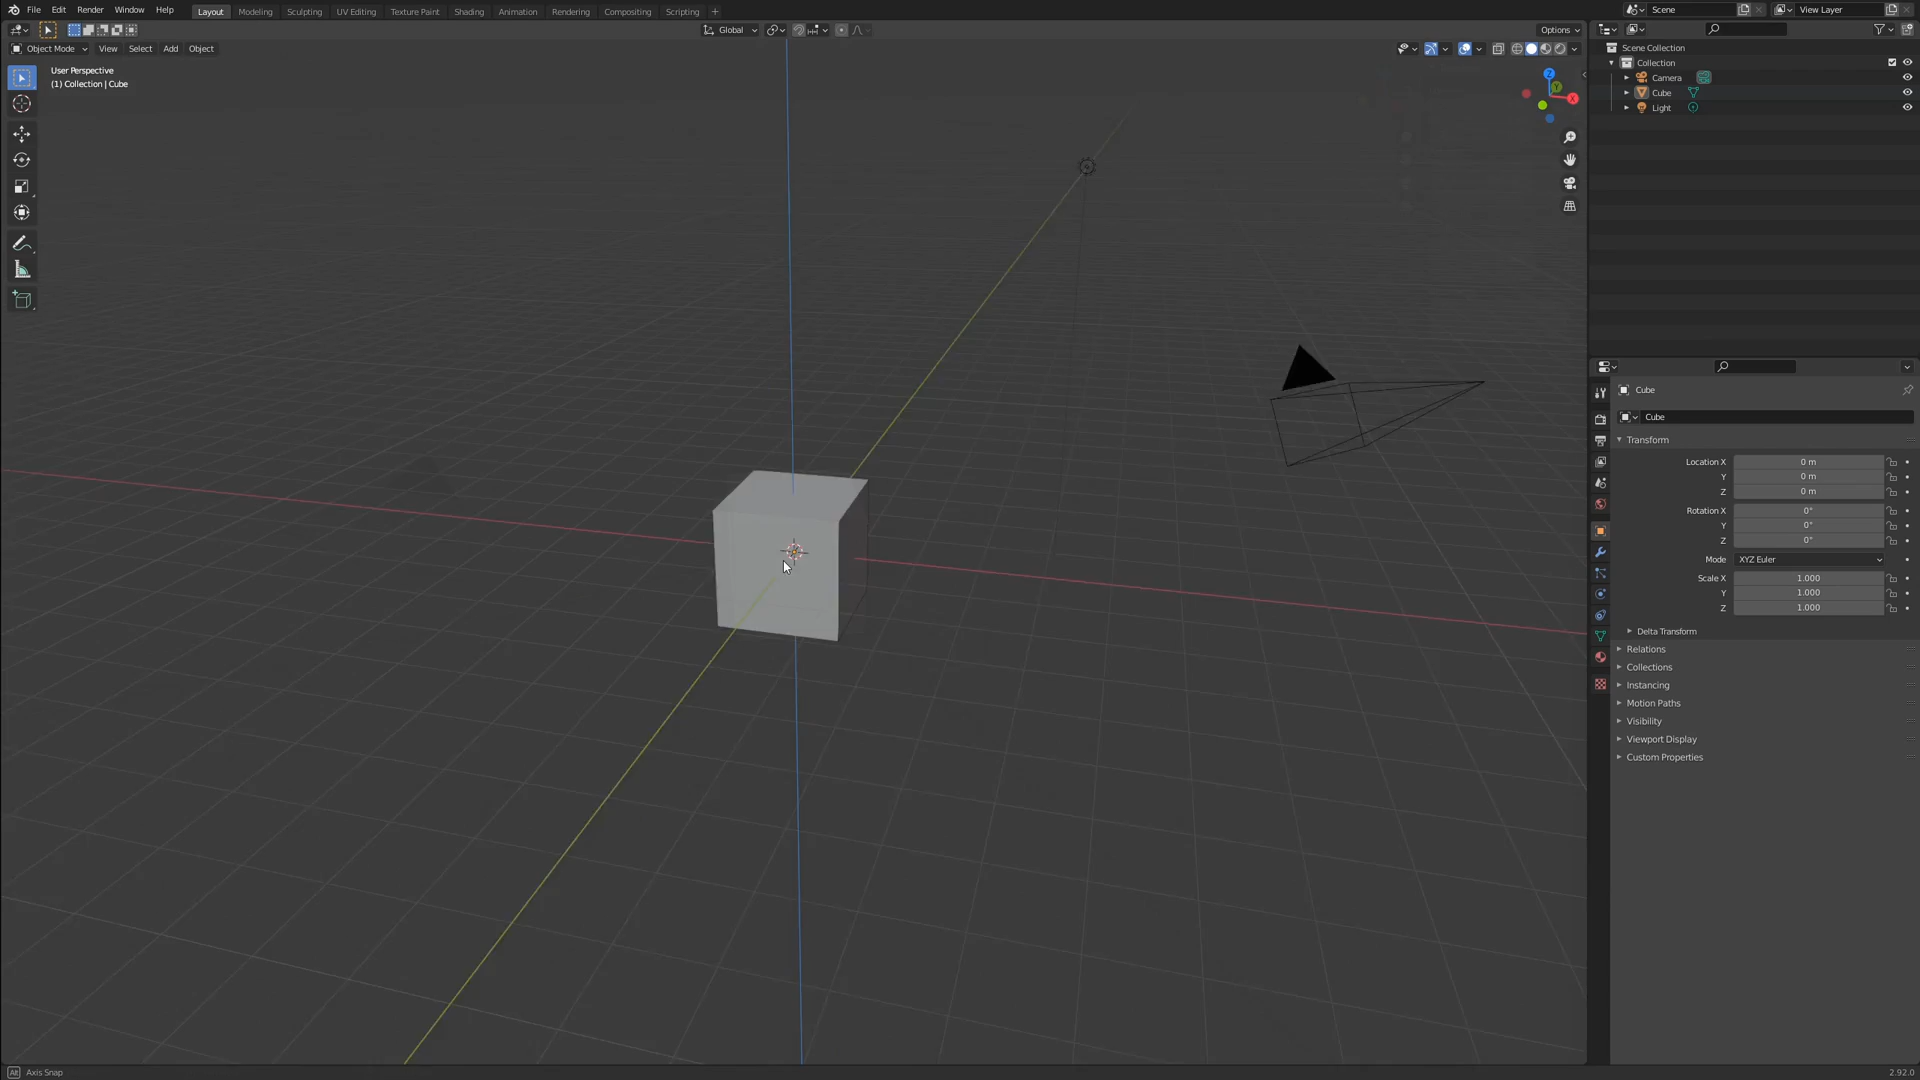 File Edit Render Window Help Layout Modeling Sculpting UV Editing Texture Paint Shading Animation Rendering Compositing Scripting + Scene View Layer
Global Options
Object Mode View Select Add Object
User Perspective
(1) Collection | Cube
Z
Y
X
Scene Collection
Collection
Camera
Cube
Light
Cube
Cube
Transform
Location X 0 m
Y 0 m
Z 0 m
Rotation X 0°
Y 0°
Z 0°
Mode XYZ Euler
Scale X 1.000
Y 1.000
Z 1.000
Delta Transform
Relations
Collections
Instancing
Motion Paths
Visibility
Viewport Display
Custom Properties
Alt Axis Snap 2.92.0